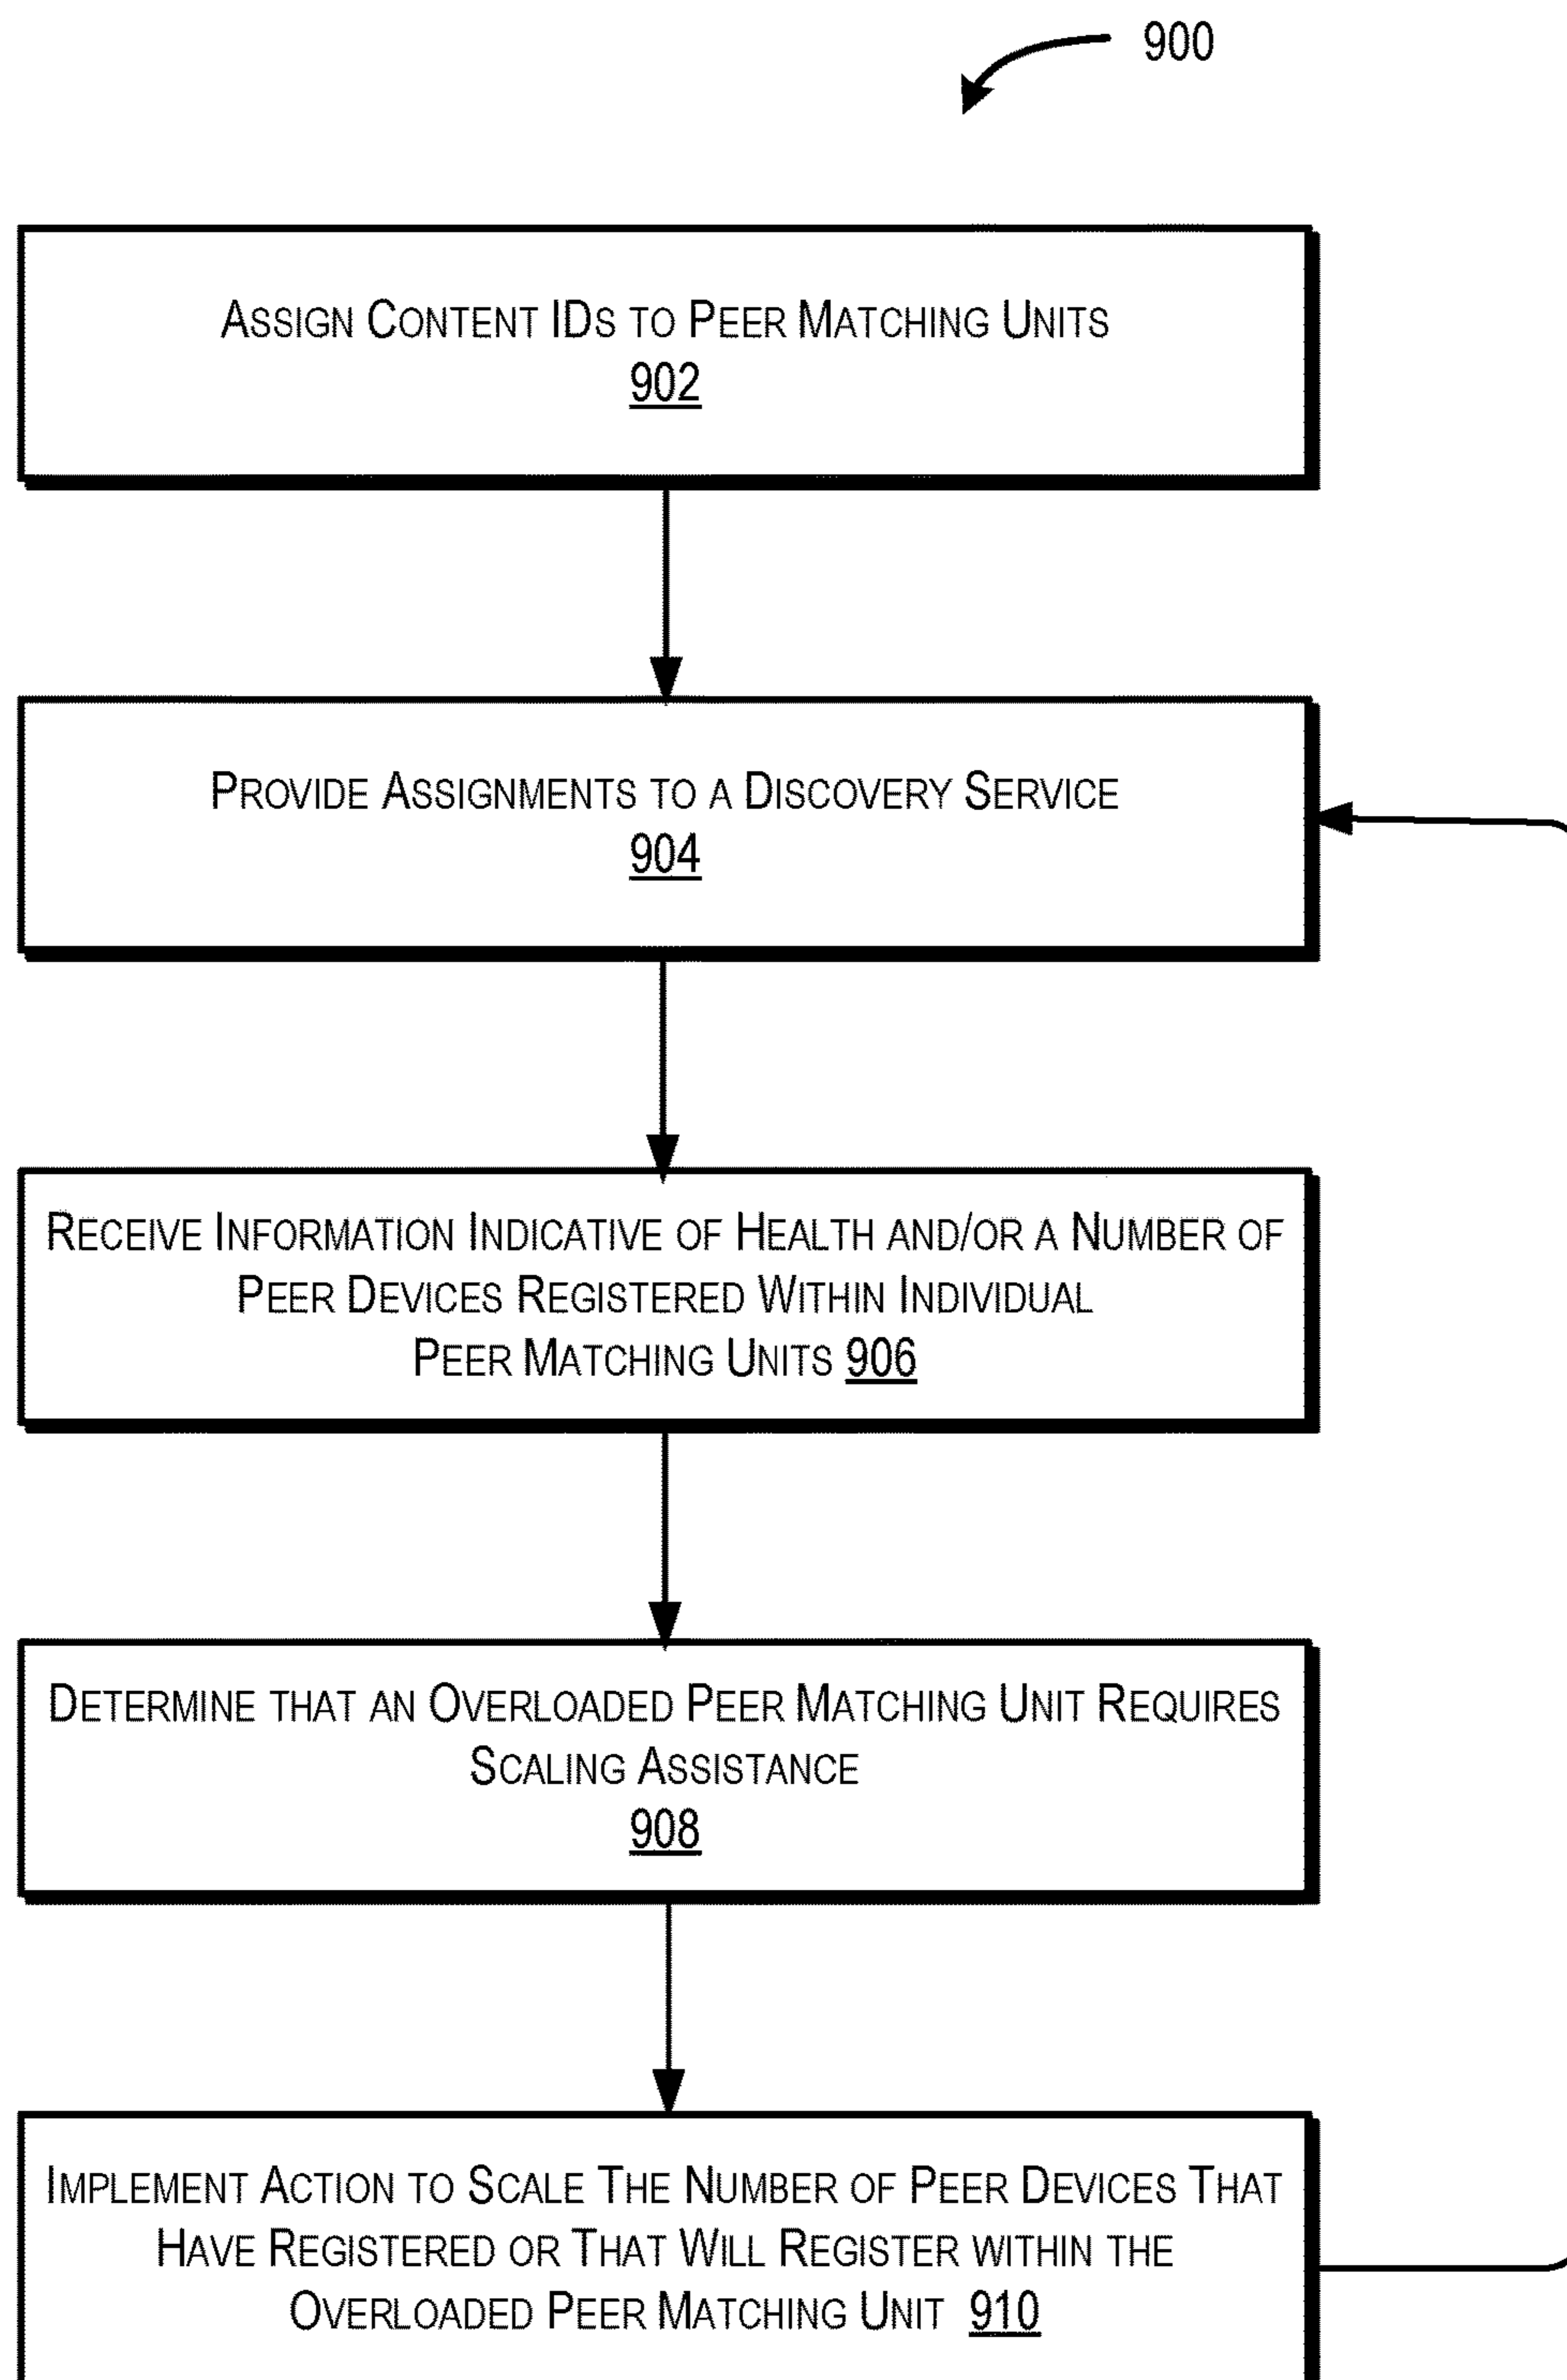 900
ASSIGN CONTENT IDS TO PEER MATCHING UNITS
902
PROVIDE ASSIGNMENTS TO A DISCOVERY SERVICE
904
RECEIVE INFORMATION INDICATIVE OF HEALTH AND/OR A NUMBER OF
PEER DEVICES REGISTERED WITHIN INDIVIDUAL
PEER MATCHING UNITS 906
DETERMINE THAT AN OVERLOADED PEER MATCHING UNIT REQUIRES
SCALING ASSISTANCE
908
IMPLEMENT ACTION TO SCALE THE NUMBER OF PEER DEVICES THAT
HAVE REGISTERED OR THAT WILL REGISTER WITHIN THE
OVERLOADED PEER MATCHING UNIT 910